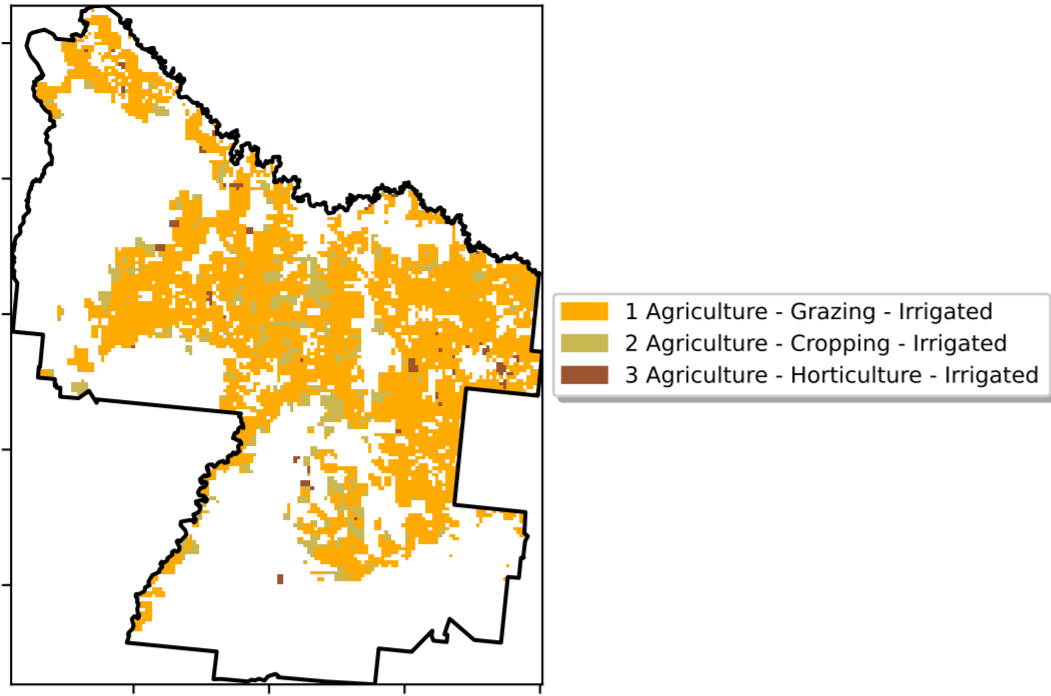 1 Agriculture - Grazing - Irrigated
2 Agriculture - Cropping - Irrigated
3 Agriculture - Horticulture - Irrigated